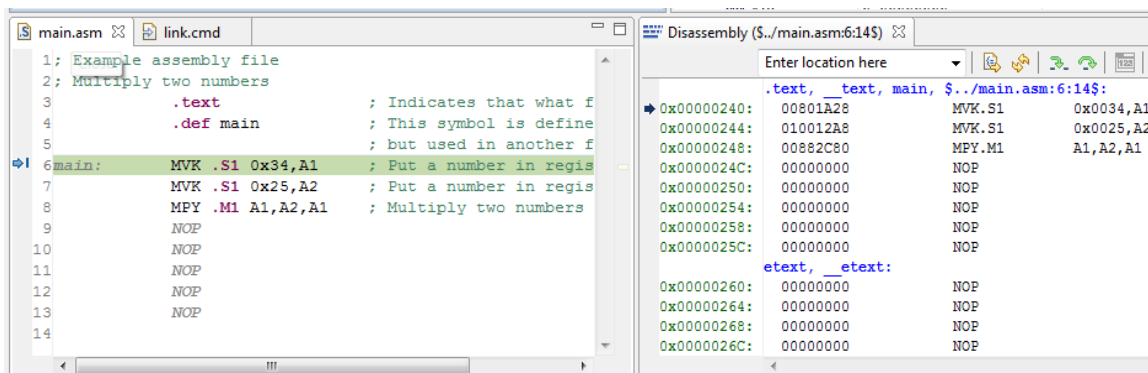 main.asm link.cmd
1 ; Example assembly file
2 ; Multiply two numbers
3 .text ; Indicates that what f
4 .def main ; This symbol is define
5 ; but used in another f
6 main: MVK .S1 0x34,A1 ; Put a number in regis
7 MVK .S1 0x25,A2 ; Put a number in regis
8 MPY .M1 A1,A2,A1 ; Multiply two numbers
9 NOP
10 NOP
11 NOP
12 NOP
13 NOP
14
Disassembly ($../main.asm:6:14$)
Enter location here
.text, __text, main, $../main.asm:6:14$:
0x00000240: 00801A28 MVK.S1 0x0034,A1
0x00000244: 010012A8 MVK.S1 0x0025,A2
0x00000248: 00882C80 MPY.M1 A1,A2,A1
0x0000024C: 00000000 NOP
0x00000250: 00000000 NOP
0x00000254: 00000000 NOP
0x00000258: 00000000 NOP
0x0000025C: 00000000 NOP
etext, __etext:
0x00000260: 00000000 NOP
0x00000264: 00000000 NOP
0x00000268: 00000000 NOP
0x0000026C: 00000000 NOP